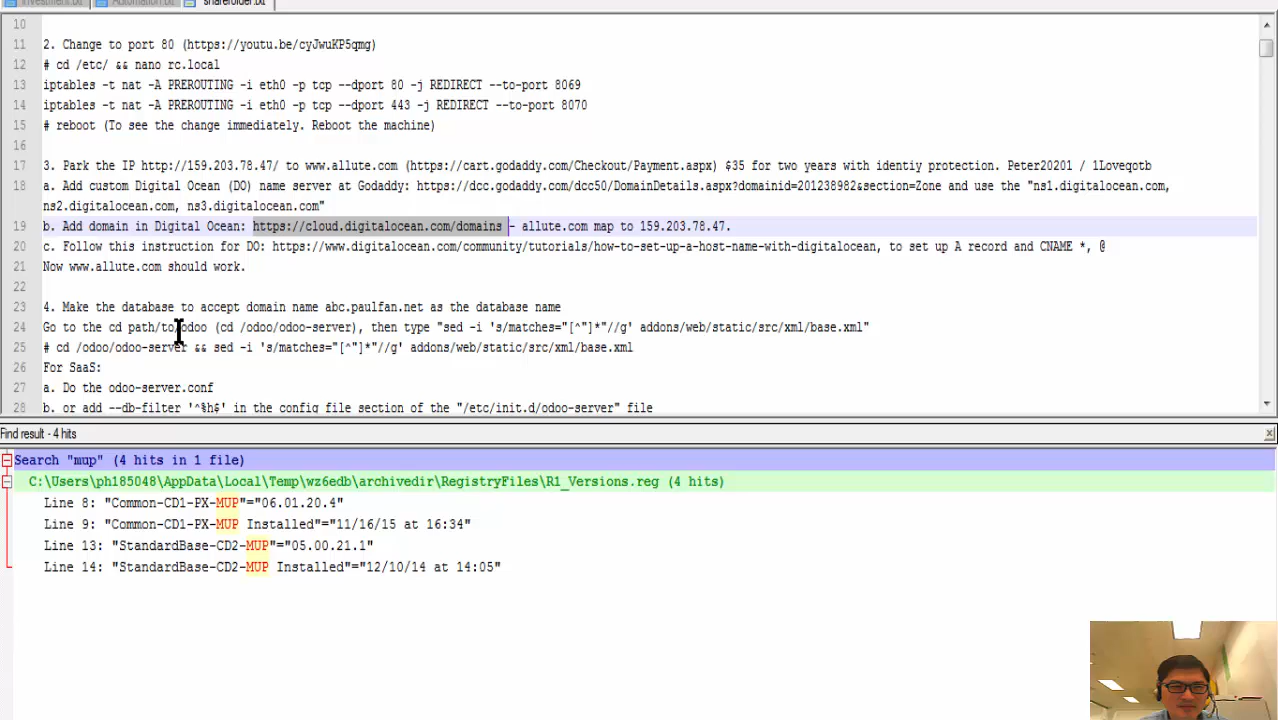 Investment.txt Automation.txt sharefolder.txt
10
11 2. Change to port 80 (https://youtu.be/cyJwuKP5qmg)
12 # cd /etc/ && nano rc.local
13 iptables -t nat -A PREROUTING -i eth0 -p tcp --dport 80 -j REDIRECT --to-port 8069
14 iptables -t nat -A PREROUTING -i eth0 -p tcp --dport 443 -j REDIRECT --to-port 8070
15 # reboot (To see the change immediately. Reboot the machine)
16
17 3. Park the IP http://159.203.78.47/ to www.allute.com (https://cart.godaddy.com/Checkout/Payment.aspx) $35 for two years with identiy protection. Peter20201 / 1Loveqotb
18 a. Add custom Digital Ocean (DO) name server at Godaddy: https://dcc.godaddy.com/dcc50/DomainDetails.aspx?domainid=201238982&section=Zone and use the "ns1.digitalocean.com,
ns2.digitalocean.com, ns3.digitalocean.com"
19 b. Add domain in Digital Ocean: https://cloud.digitalocean.com/domains - allute.com map to 159.203.78.47.
20 c. Follow this instruction for DO: https://www.digitalocean.com/community/tutorials/how-to-set-up-a-host-name-with-digitalocean, to set up A record and CNAME *, @
21 Now www.allute.com should work.
22
23 4. Make the database to accept domain name abc.paulfan.net as the database name
24 Go to the cd path/to/odoo (cd /odoo/odoo-server), then type "sed -i 's/matches="[^"]*"//g' addons/web/static/src/xml/base.xml"
25 # cd /odoo/odoo-server && sed -i 's/matches="[^"]*"//g' addons/web/static/src/xml/base.xml
26 For SaaS:
27 a. Do the odoo-server.conf
28 b. or add --db-filter '^%h$' in the config file section of the "/etc/init.d/odoo-server" file
Find result - 4 hits
Search "mup" (4 hits in 1 file)
C:\Users\ph185048\AppData\Local\Temp\wz6edb\archivedir\RegistryFiles\R1_Versions.reg (4 hits)
Line 8: "Common-CD1-PX-MUP"="06.01.20.4"
Line 9: "Common-CD1-PX-MUP Installed"="11/16/15 at 16:34"
Line 13: "StandardBase-CD2-MUP"="05.00.21.1"
Line 14: "StandardBase-CD2-MUP Installed"="12/10/14 at 14:05"